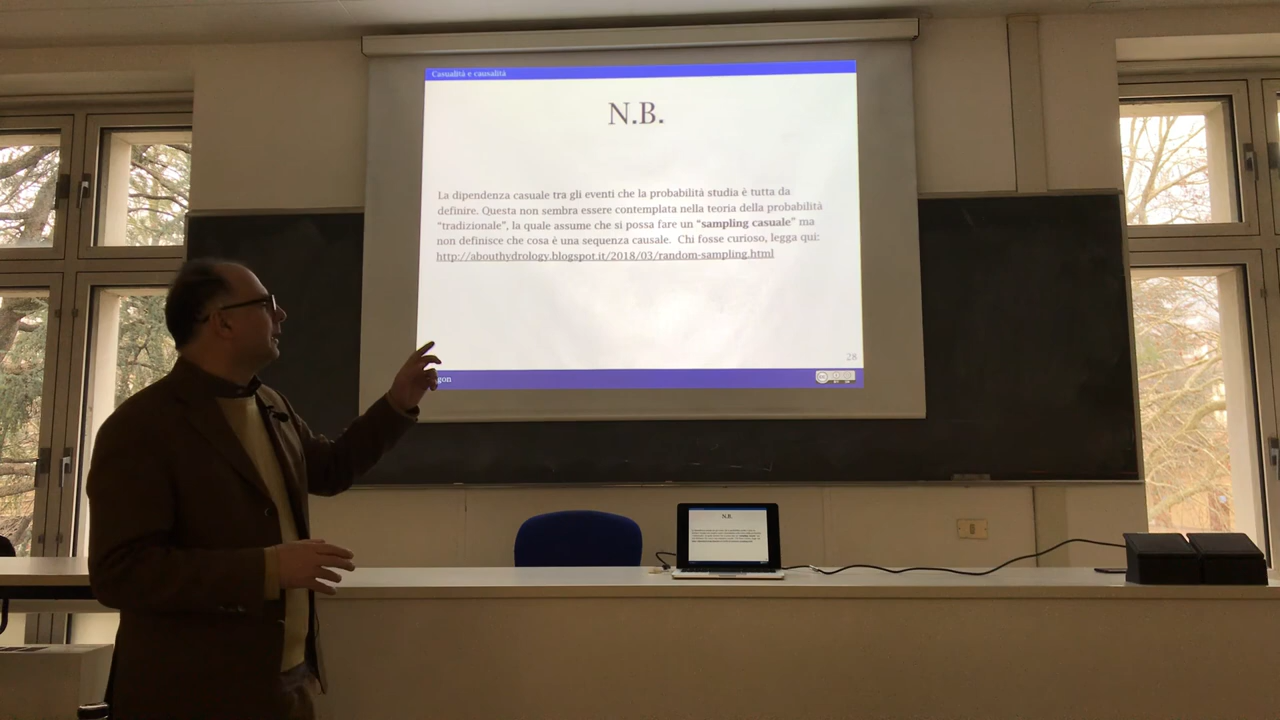 Casualità e causalità
N.B.
La dipendenza casuale tra gli eventi che la probabilità studia è tutta da
definire. Questa non sembra essere contemplata nella teoria della probabilità
“tradizionale”, la quale assume che si possa fare un “sampling casuale” ma
non definisce che cosa è una sequenza causale. Chi fosse curioso, legga qui:
http://abouthydrology.blogspot.it/2018/03/random-sampling.html
28
gon
N.B.